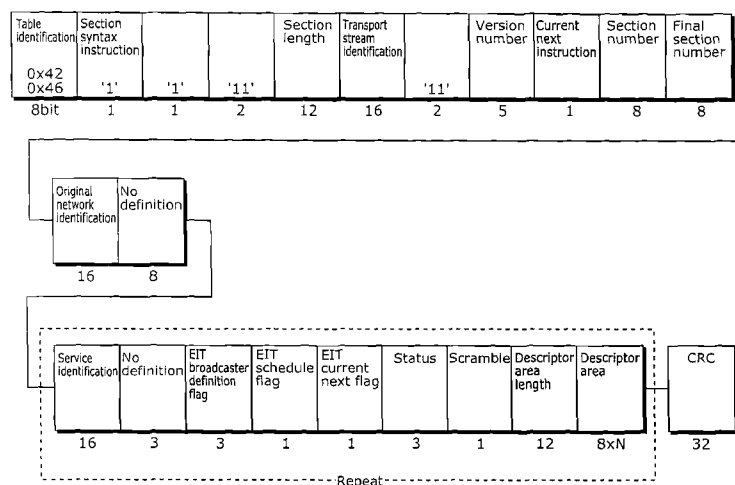 Table identification 0x42 0x46
Section syntax instruction '1'
'1'
'11'
Section length
Transport stream identification
'11'
Version number
Current next instruction
Section number
Final section number
8bit 1 1 2 12 16 2 5 1 8 8
Original network identification
No definition
16 8
Service identification
No definition
EIT broadcaster definition flag
EIT schedule flag
EIT current next flag
Status
Scramble
Descriptor area length
Descriptor area
CRC
16 3 3 1 1 3 1 12 8xN 32
Repeat